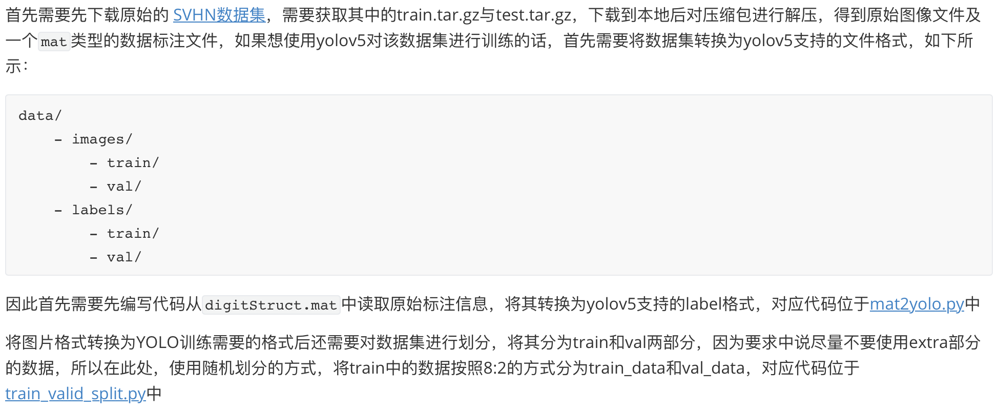 首先需要先下载原始的 SVHN数据集，需要获取其中的train.tar.gz与test.tar.gz，下载到本地后对压缩包进行解压，得到原始图像文件及
一个mat类型的数据标注文件，如果想使用yolov5对该数据集进行训练的话，首先需要将数据集转换为yolov5支持的文件格式，如下所
示：
data/
- images/
- train/
- val/
- labels/
- train/
- val/
因此首先需要先编写代码从digitStruct.mat中读取原始标注信息，将其转换为yolov5支持的label格式，对应代码位于mat2yolo.py中
将图片格式转换为YOLO训练需要的格式后还需要对数据集进行划分，将其分为train和val两部分，因为要求中说尽量不要使用extra部分
的数据，所以在此处，使用随机划分的方式，将train中的数据按照8:2的方式分为train_data和val_data，对应代码位于
train_valid_split.py中